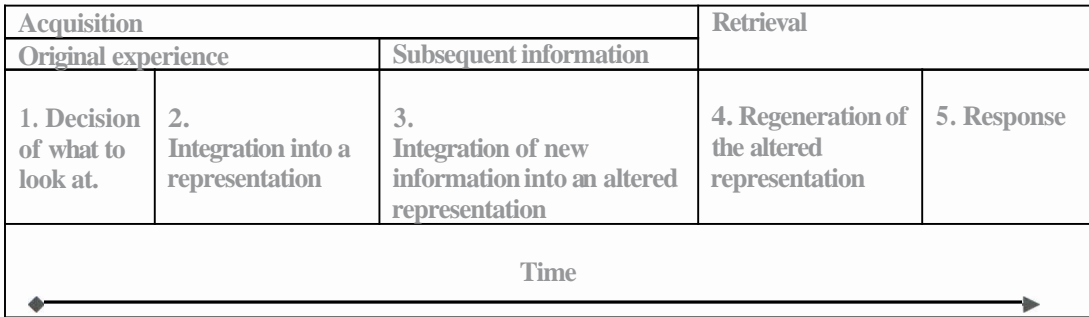 Acquisition
Retrieval
Original experience
Subsequent information
1. Decision
of what to
look at.
2.
Integration into a
representation
3.
Integration of new
information into an altered
representation
4. Regeneration of
the altered
representation
5. Response
Time